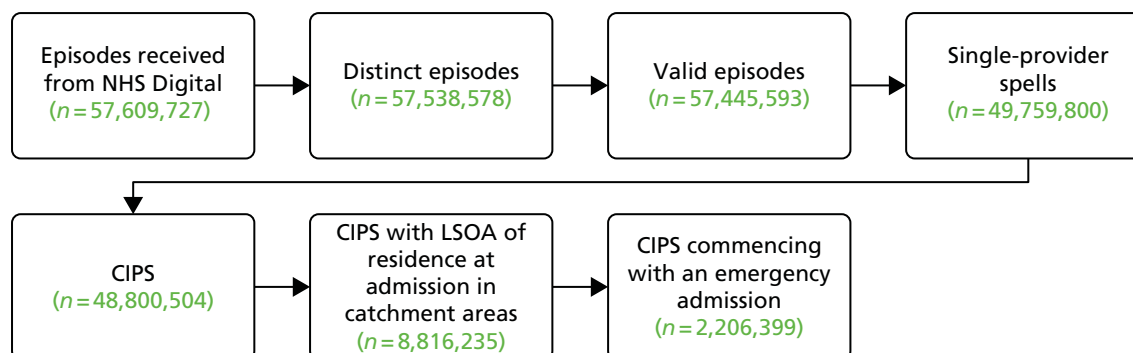 Episodes received
from NHS Digital
(n = 57,609,727)
Distinct episodes
(n = 57,538,578)
Valid episodes
(n = 57,445,593)
Single-provider
spells
(n = 49,759,800)
CIPS
(n = 48,800,504)
CIPS with LSOA of
residence at
admission in
catchment areas
(n = 8,816,235)
CIPS commencing
with an emergency
admission
(n = 2,206,399)